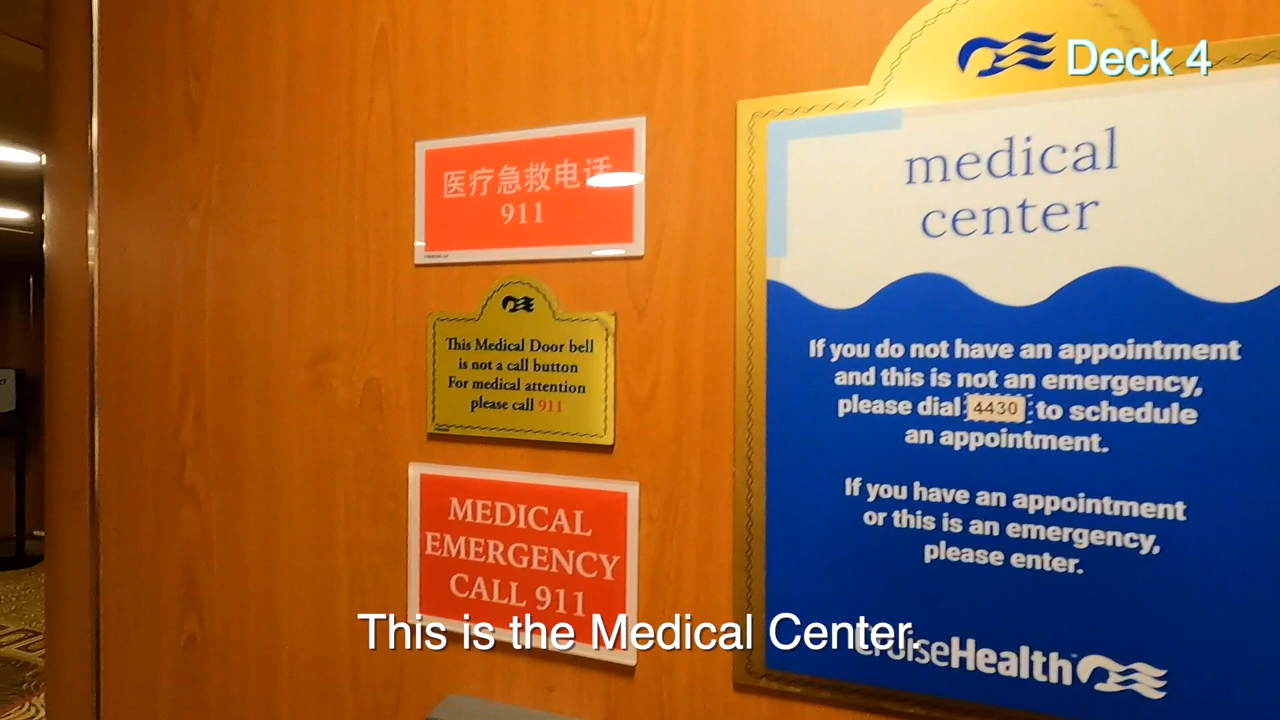 Deck 4
医疗急救电话
911
This Medical Door bell
is not a call button
For medical attention
please call 911
MEDICAL
EMERGENCY
CALL 911
medical
center
If you do not have an appointment
and this is not an emergency,
please dial 4430 to schedule
an appointment.
If you have an appointment
or this is an emergency,
please enter.
CruiseHealth
This is the Medical Center.